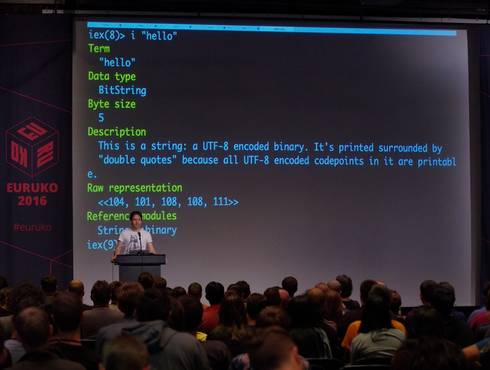 iex(8)> i "hello"
Term
"hello"
Data type
BitString
Byte size
5
Description
This is a string: a UTF-8 encoded binary. It's printed surrounded by
"double quotes" because all UTF-8 encoded codepoints in it are printabl
e.
Raw representation
<<104, 101, 108, 108, 111>>
Reference modules
String, :binary
iex(9)
EURUKO
2016
#euruko